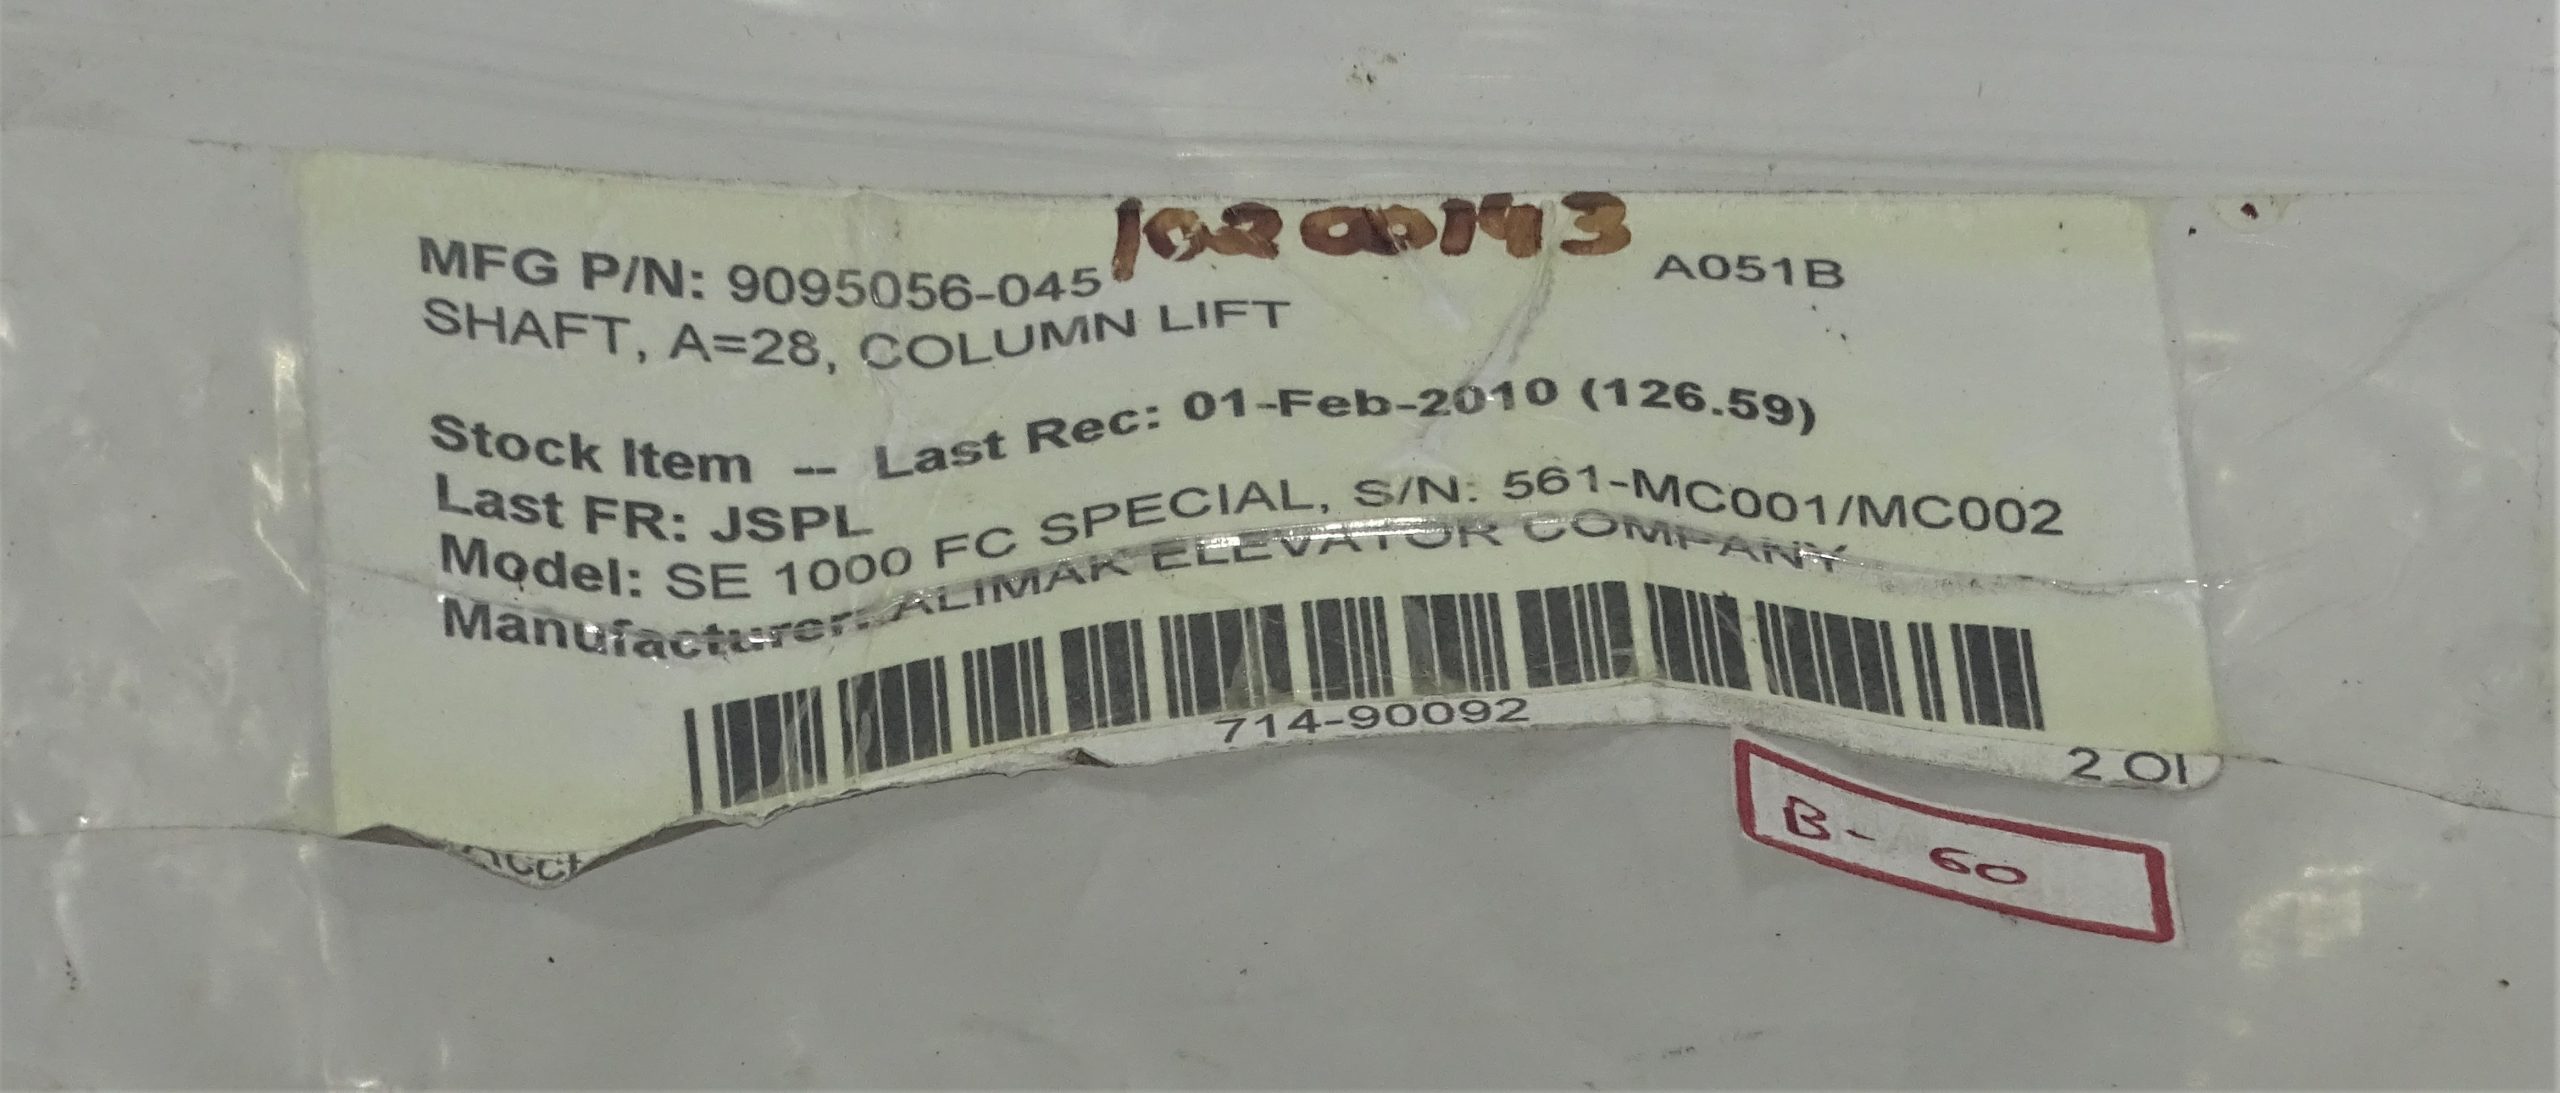 10200143
MFG P/N: 9095056-045 A051B
SHAFT, A=28, COLUMN LIFT
Stock Item -- Last Rec: 01-Feb-2010 (126.59)
Last FR: JSPL
Model: SE 1000 FC SPECIAL, S/N: 561-MC001/MC002
Manufacturer: ALIMAK ELEVATOR COMPANY
714-90092
2 OI
B- 60